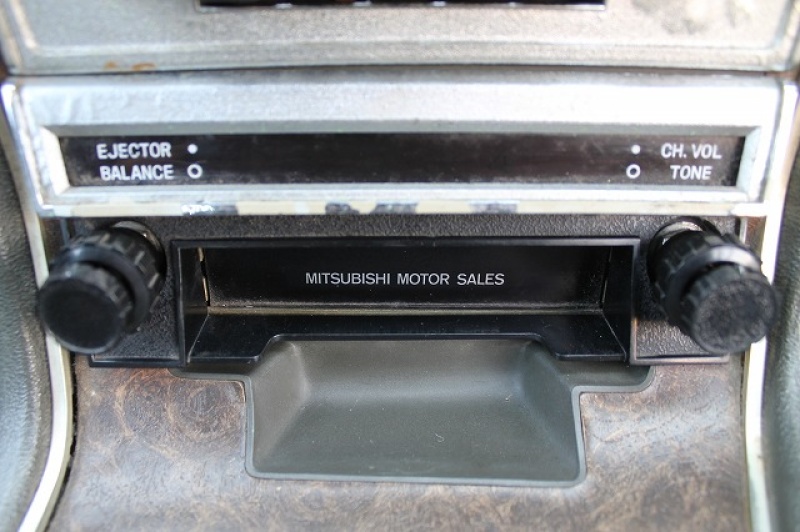 EJECTOR
BALANCE
CH. VOL
TONE
MITSUBISHI MOTOR SALES